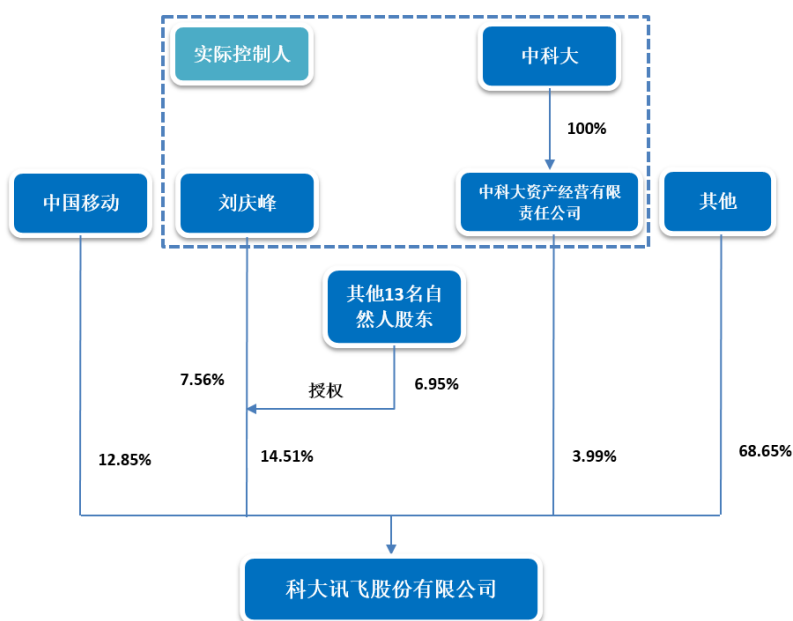 实际控制人
中科大
100%
中国移动
刘庆峰
中科大资产经营有限
责任公司
其他
其他13名自
然人股东
7.56%
授权
6.95%
12.85%
14.51%
3.99%
68.65%
科大讯飞股份有限公司